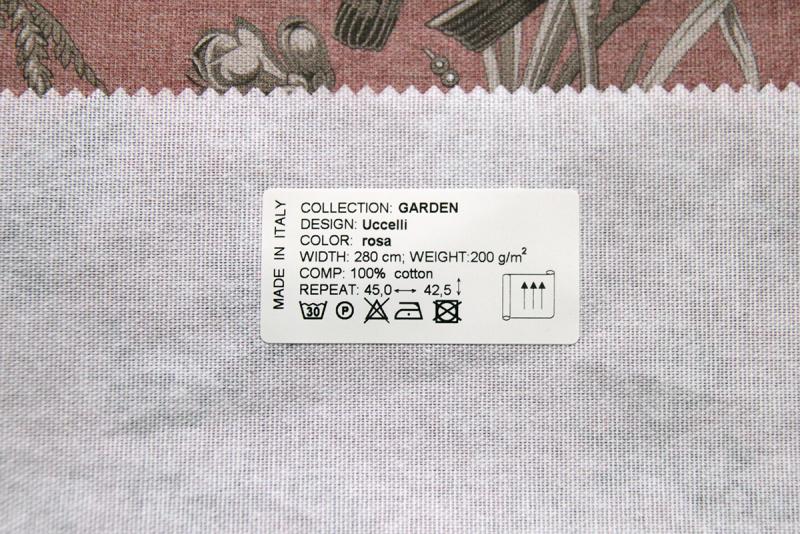 MADE IN ITALY
COLLECTION: GARDEN
DESIGN: Uccelli
COLOR: rosa
WIDTH: 280 cm; WEIGHT:200 g/m²
COMP: 100% cotton
REPEAT: 45,0↔ 42,5↕
30 P